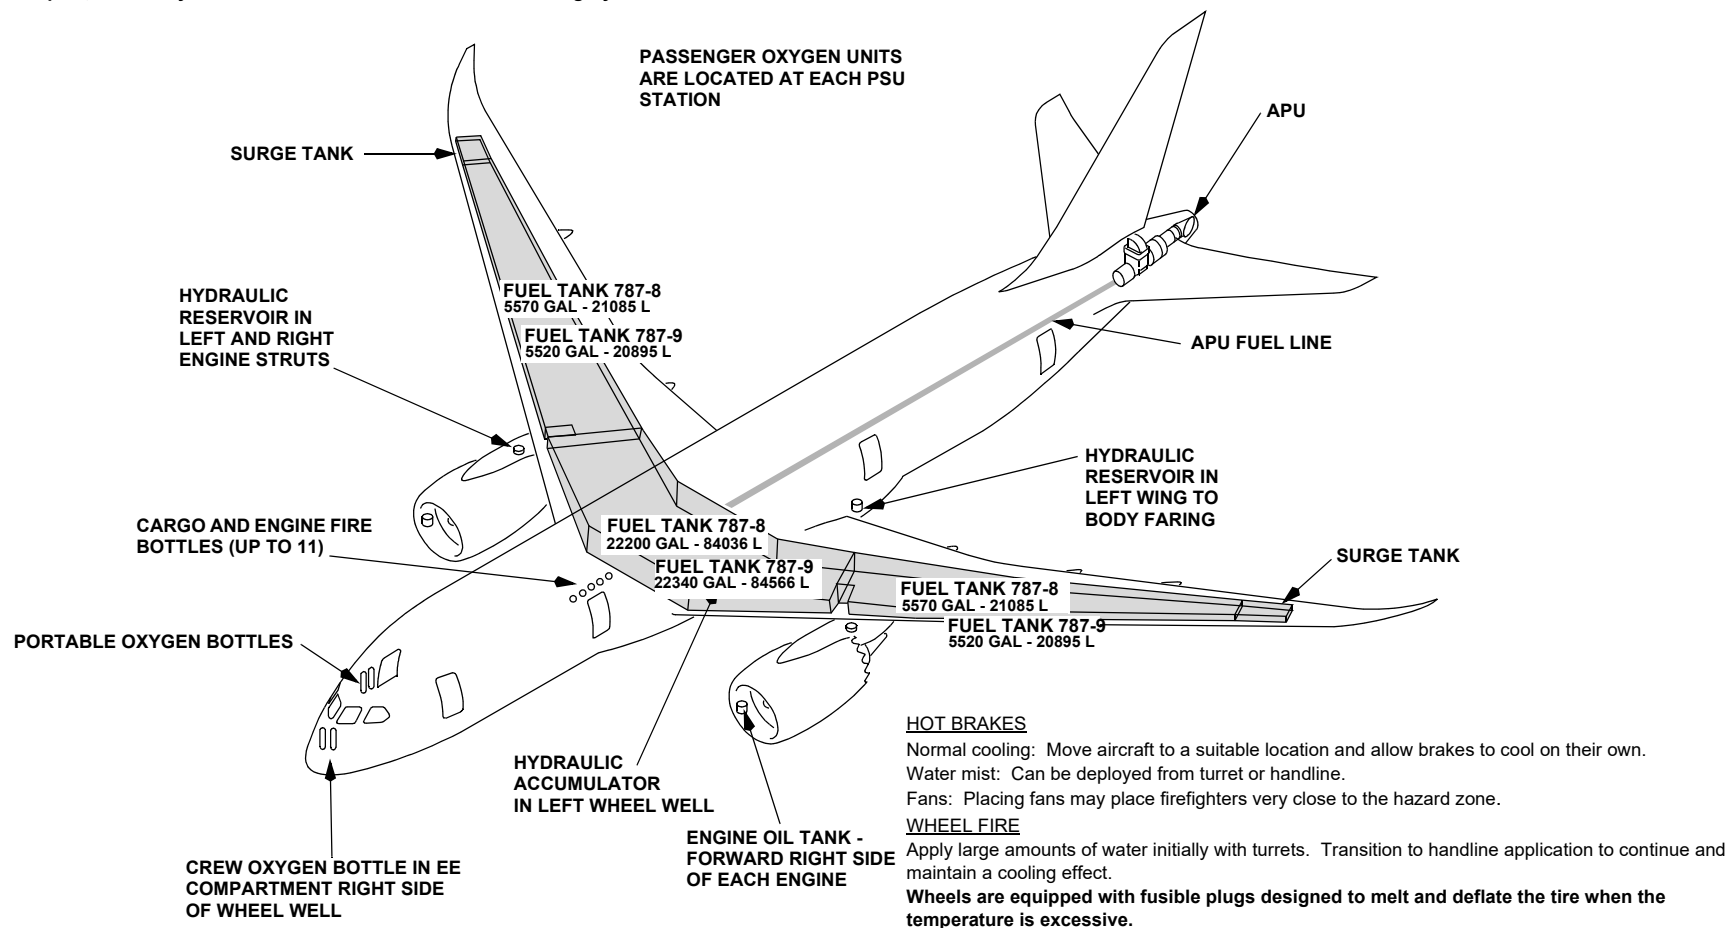 PASSENGER OXYGEN UNITS
ARE LOCATED AT EACH PSU
STATION
APU
SURGE TANK
HYDRAULIC
RESERVOIR IN
LEFT AND RIGHT
ENGINE STRUTS
FUEL TANK 787-8
5570 GAL - 21085 L
FUEL TANK 787-9
5520 GAL - 20895 L
APU FUEL LINE
HYDRAULIC
RESERVOIR IN
LEFT WING TO
BODY FARING
CARGO AND ENGINE FIRE
BOTTLES (UP TO 11)
FUEL TANK 787-8
22200 GAL - 84036 L
FUEL TANK 787-9
22340 GAL - 84566 L
SURGE TANK
FUEL TANK 787-8
5570 GAL - 21085 L
FUEL TANK 787-9
5520 GAL - 20895 L
PORTABLE OXYGEN BOTTLES
HYDRAULIC
ACCUMULATOR
IN LEFT WHEEL WELL
ENGINE OIL TANK -
FORWARD RIGHT SIDE
OF EACH ENGINE
CREW OXYGEN BOTTLE IN EE
COMPARTMENT RIGHT SIDE
OF WHEEL WELL
HOT BRAKES
Normal cooling: Move aircraft to a suitable location and allow brakes to cool on their own.
Water mist: Can be deployed from turret or handline.
Fans: Placing fans may place firefighters very close to the hazard zone.
WHEEL FIRE
Apply large amounts of water initially with turrets. Transition to handline application to continue and
maintain a cooling effect.
Wheels are equipped with fusible plugs designed to melt and deflate the tire when the
temperature is excessive.